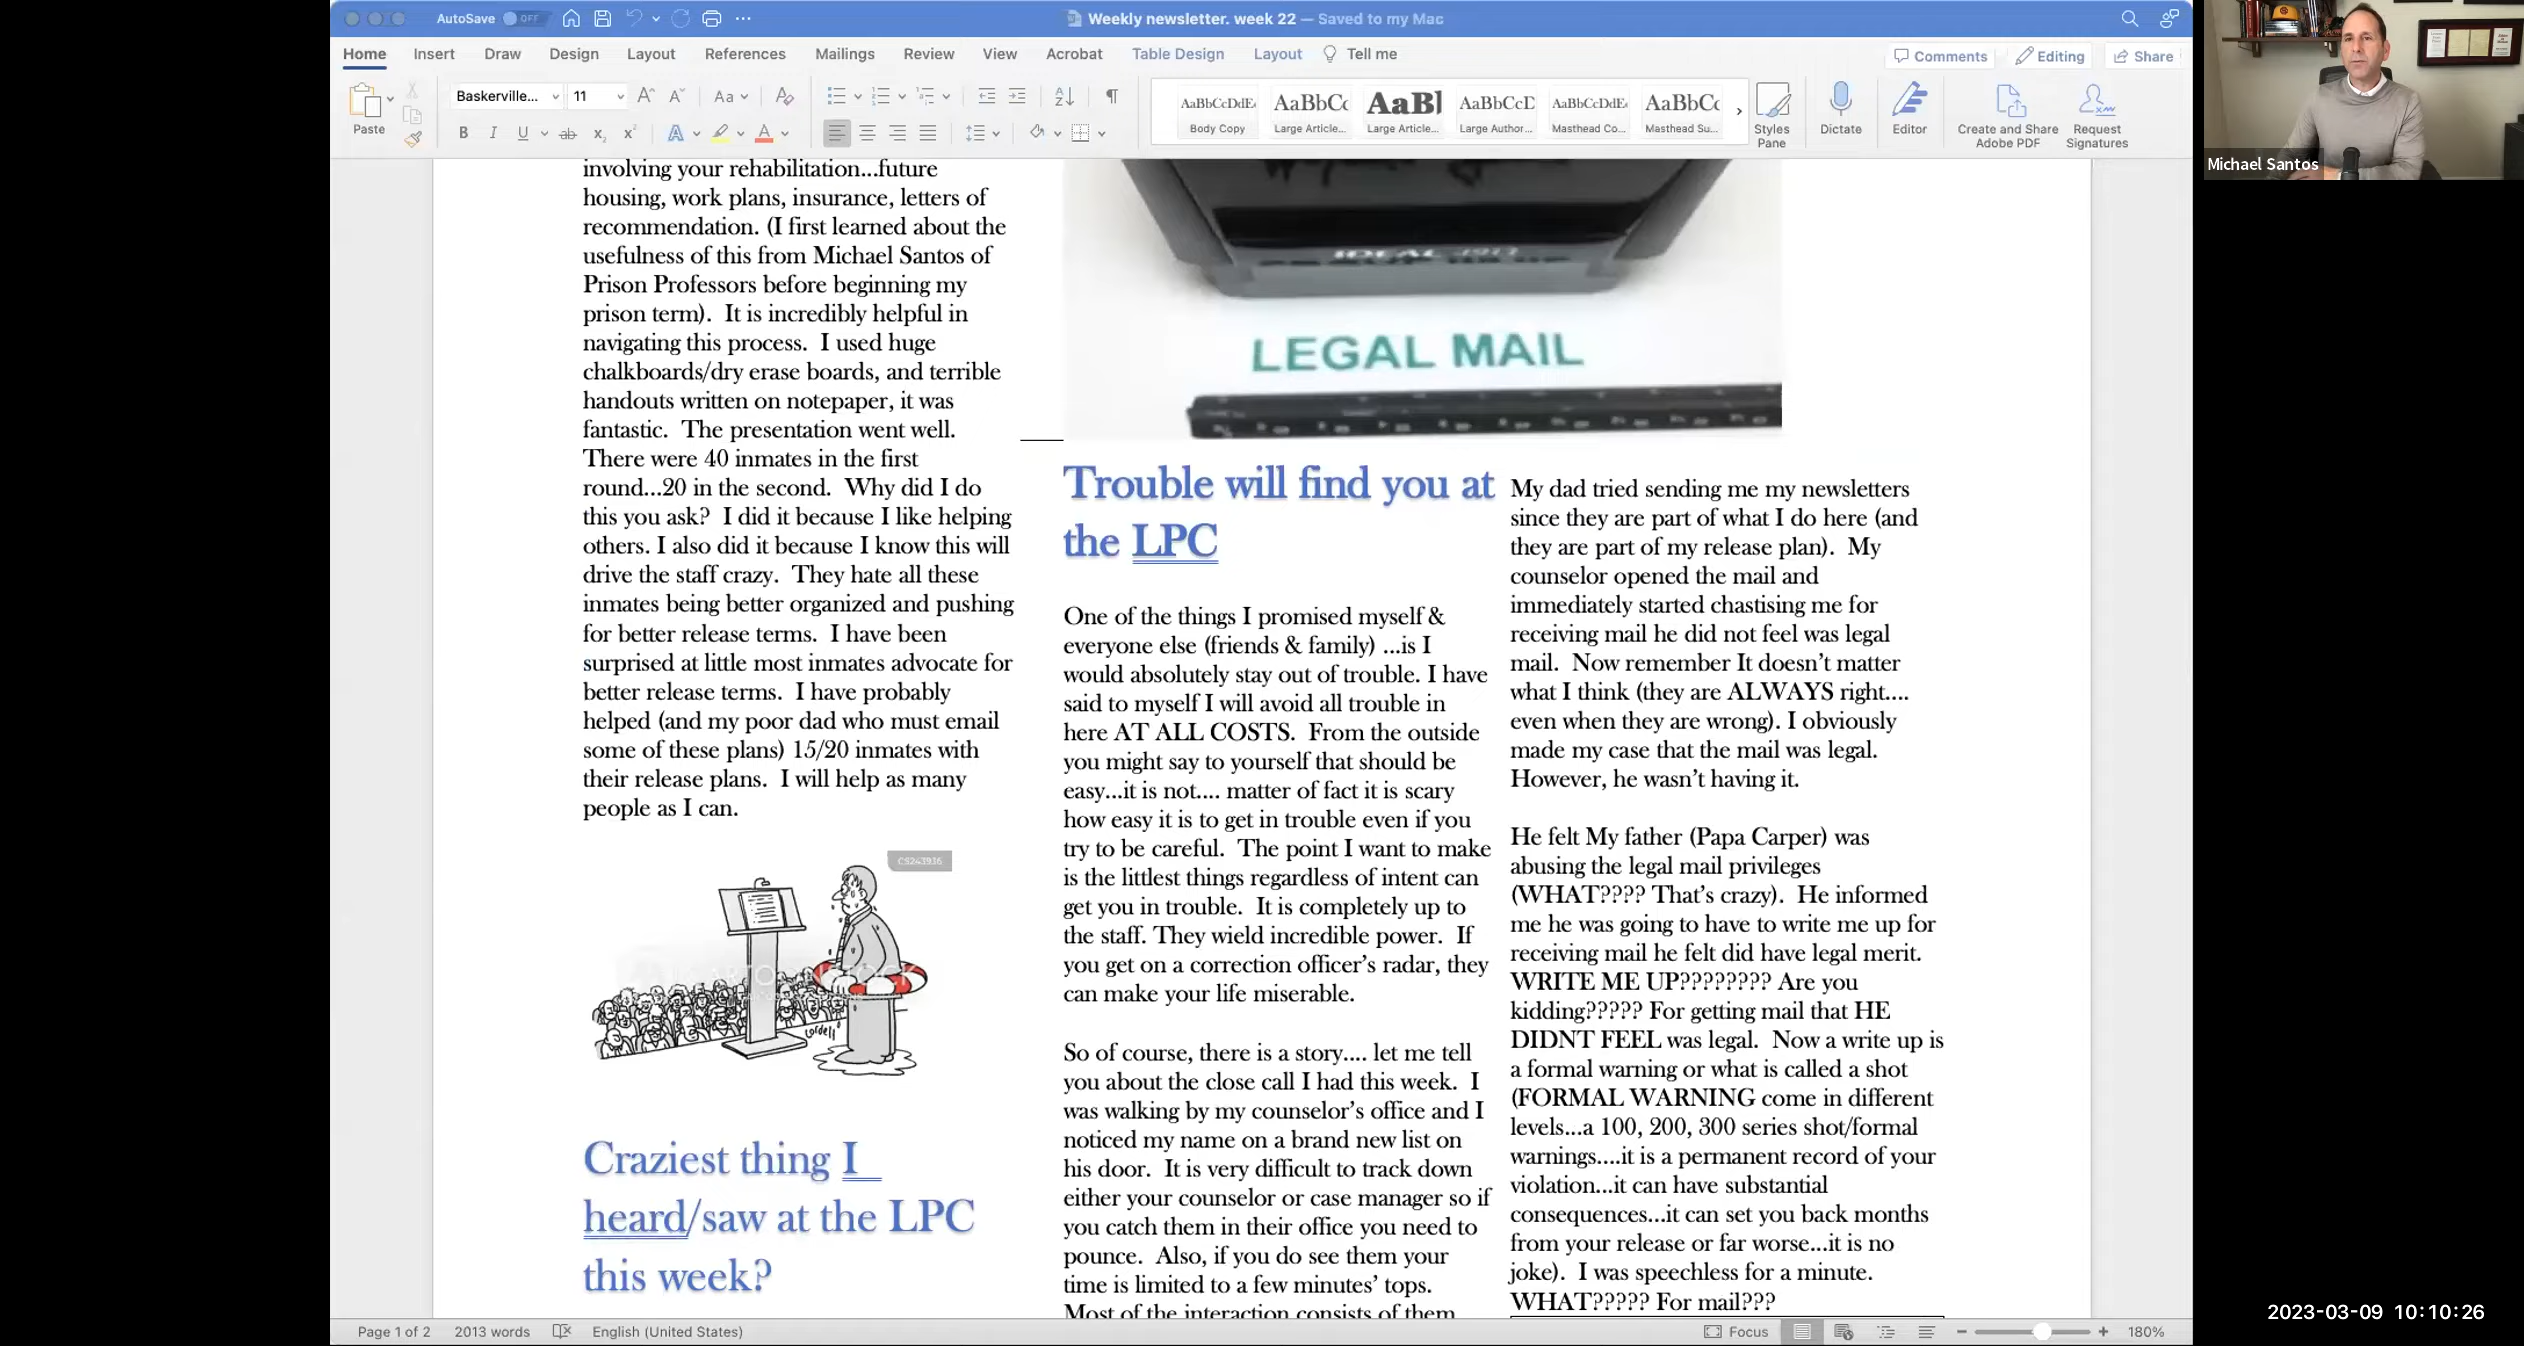 AutoSave
OFF
Weekly newsletter. week 22 — Saved to my Mac
Home
Insert
Draw
Design
Layout
References
Mailings
Review
View
Acrobat
Table Design
Layout
Tell me
Comments
Editing
Share
Paste
Baskerville...
11
AaBbCcDdE
Body Copy
AaBbCc
Large Article...
AaBl
Large Article...
AaBbCcD
Large Author...
AaBbCcDdE
Masthead Co...
AaBbCc
Masthead Su...
Styles
Pane
Dictate
Editor
Create and Share
Adobe PDF
Request
Signatures
Michael Santos
involving your rehabilitation...future
housing, work plans, insurance, letters of
recommendation. (I first learned about the
usefulness of this from Michael Santos of
Prison Professors before beginning my
prison term).  It is incredibly helpful in
navigating this process.  I used huge
chalkboards/dry erase boards, and terrible
handouts written on notepaper, it was
fantastic.  The presentation went well.
There were 40 inmates in the first
round...20 in the second.  Why did I do
this you ask?  I did it because I like helping
others. I also did it because I know this will
drive the staff crazy.  They hate all these
inmates being better organized and pushing
for better release terms.  I have been
surprised at little most inmates advocate for
better release terms.  I have probably
helped (and my poor dad who must email
some of these plans) 15/20 inmates with
their release plans.  I will help as many
people as I can.
CS243936
Lordell
Craziest thing I
heard/saw at the LPC
this week?
LEGAL MAIL
Trouble will find you at
the LPC
One of the things I promised myself &
everyone else (friends & family) ...is I
would absolutely stay out of trouble. I have
said to myself I will avoid all trouble in
here AT ALL COSTS.  From the outside
you might say to yourself that should be
easy...it is not.... matter of fact it is scary
how easy it is to get in trouble even if you
try to be careful.  The point I want to make
is the littlest things regardless of intent can
get you in trouble.  It is completely up to
the staff. They wield incredible power.  If
you get on a correction officer's radar, they
can make your life miserable.
So of course, there is a story.... let me tell
you about the close call I had this week.  I
was walking by my counselor's office and I
noticed my name on a brand new list on
his door.  It is very difficult to track down
either your counselor or case manager so if
you catch them in their office you need to
pounce.  Also, if you do see them your
time is limited to a few minutes' tops.
Most of the interaction consists of them
My dad tried sending me my newsletters
since they are part of what I do here (and
they are part of my release plan).  My
counselor opened the mail and
immediately started chastising me for
receiving mail he did not feel was legal
mail.  Now remember It doesn't matter
what I think (they are ALWAYS right....
even when they are wrong). I obviously
made my case that the mail was legal.
However, he wasn't having it.
He felt My father (Papa Carper) was
abusing the legal mail privileges
(WHAT???? That's crazy).  He informed
me he was going to have to write me up for
receiving mail he felt did have legal merit.
WRITE ME UP???????? Are you
kidding????? For getting mail that HE
DIDNT FEEL was legal.  Now a write up is
a formal warning or what is called a shot
(FORMAL WARNING come in different
levels...a 100, 200, 300 series shot/formal
warnings....it is a permanent record of your
violation...it can have substantial
consequences...it can set you back months
from your release or far worse...it is no
joke).  I was speechless for a minute.
WHAT????? For mail???
Page 1 of 2
2013 words
English (United States)
Focus
180%
2023-03-09 10:10:26